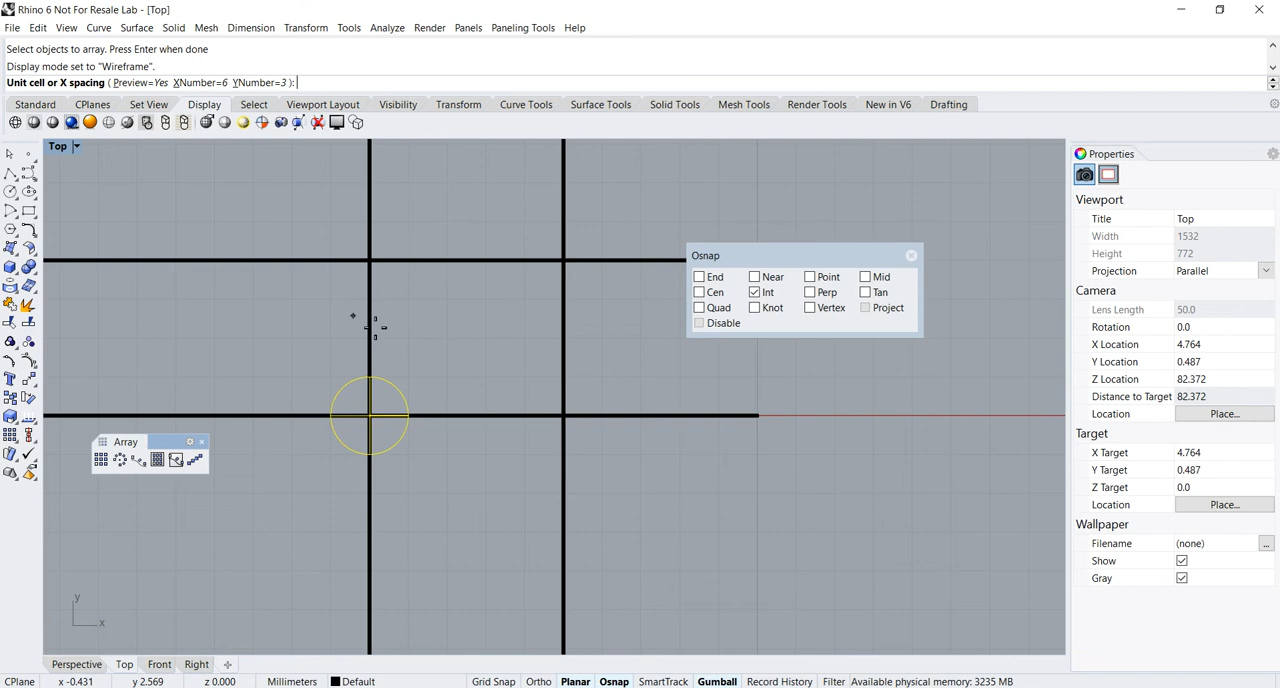 Rhino 6 Not For Resale Lab - [Top]
File Edit View Curve Surface Solid Mesh Dimension Transform Tools Analyze Render Panels Paneling Tools Help
Select objects to array. Press Enter when done
Display mode set to "Wireframe".
Unit cell or X spacing ( Preview=Yes XNumber=6 YNumber=3 ):
Standard CPlanes Set View Display Select Viewport Layout Visibility Transform Curve Tools Surface Tools Solid Tools Mesh Tools Render Tools New in V6 Drafting
Top
Properties
Viewport
Title Top
Width 1532
Height 772
Projection Parallel
Camera
Lens Length 50.0
Rotation 0.0
X Location 4.764
Y Location 0.487
Z Location 82.372
Distance to Target 82.372
Location Place...
Target
X Target 4.764
Y Target 0.487
Z Target 0.0
Location Place...
Wallpaper
Filename (none) ...
Show
Gray
Osnap
End Near Point Mid
Cen Int Perp Tan
Quad Knot Vertex Project
Disable
Array
y
x
Perspective Top Front Right
CPlane x -0.431 y 2.569 z 0.000 Millimeters Default Grid Snap Ortho Planar Osnap SmartTrack Gumball Record History Filter Available physical memory: 3235 MB